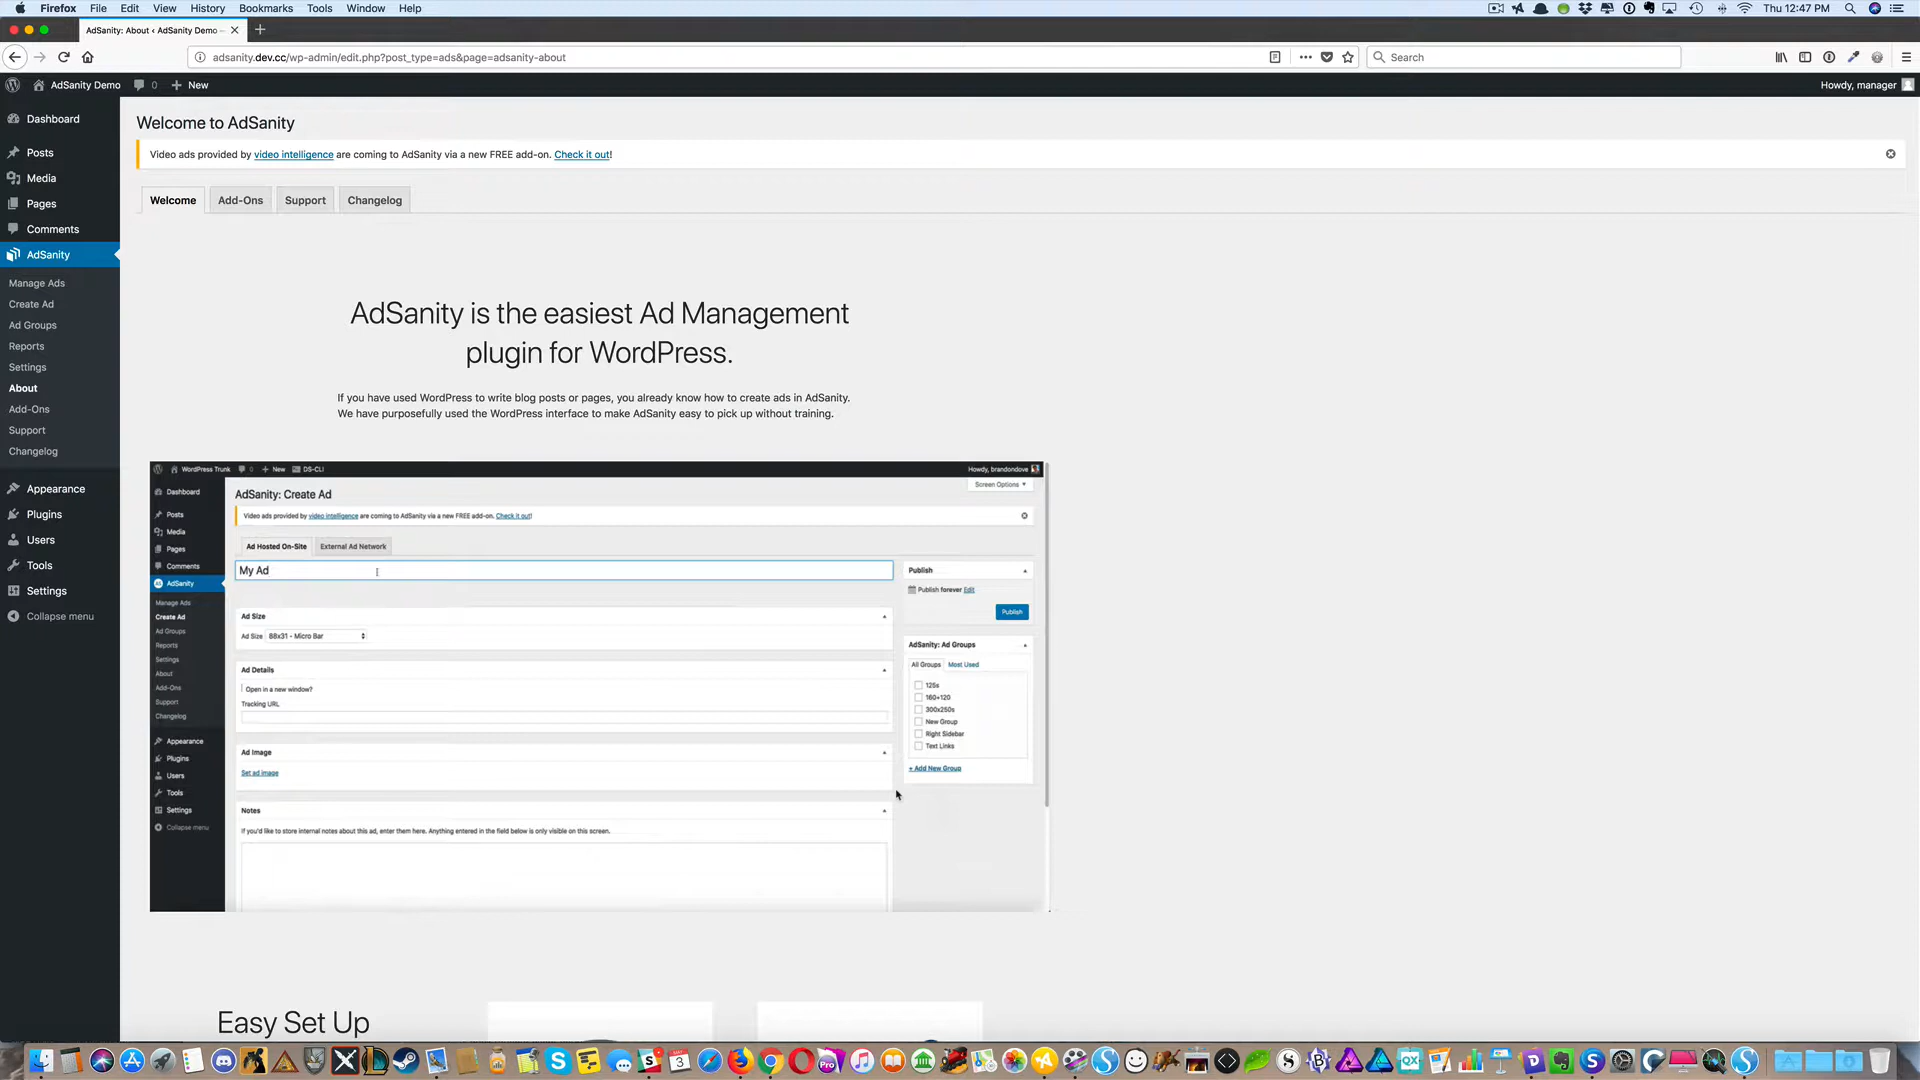 Firefox File Edit View History Bookmarks Tools Window Help
Thu 12:47 PM
AdSanity: About ‹ AdSanity Demo
adsanity.dev.cc/wp-admin/edit.php?post_type=ads&page=adsanity-about
Search
AdSanity Demo 0 + New
Howdy, manager
Dashboard
Posts
Media
Pages
Comments
AdSanity
Manage Ads
Create Ad
Ad Groups
Reports
Settings
About
Add-Ons
Support
Changelog
Appearance
Plugins
Users
Tools
Settings
Collapse menu
Welcome to AdSanity
Video ads provided by video intelligence are coming to AdSanity via a new FREE add-on. Check it out!
Welcome Add-Ons Support Changelog
AdSanity is the easiest Ad Management
plugin for WordPress.
If you have used WordPress to write blog posts or pages, you already know how to create ads in AdSanity.
We have purposefully used the WordPress interface to make AdSanity easy to pick up without training.
WordPress Trunk 0 + New DS-CLI
Howdy, brandondove
Screen Options
Dashboard
Posts
Media
Pages
Comments
AdSanity
Manage Ads
Create Ad
Ad Groups
Reports
Settings
About
Add-Ons
Support
Changelog
Appearance
Plugins
Users
Tools
Settings
Collapse menu
AdSanity: Create Ad
Video ads provided by video intelligence are coming to AdSanity via a new FREE add-on. Check it out!
Ad Hosted On-Site External Ad Network
My Ad
Ad Size
Ad Size 88x31 - Micro Bar
Ad Details
Open in a new window?
Tracking URL
Ad Image
Set ad image
Notes
If you'd like to store internal notes about this ad, enter them here. Anything entered in the field below is only visible on this screen.
Publish
Publish forever Edit
Publish
AdSanity: Ad Groups
All Groups Most Used
125s
160×120
300x250s
New Group
Right Sidebar
Text Links
+ Add New Group
Easy Set Up